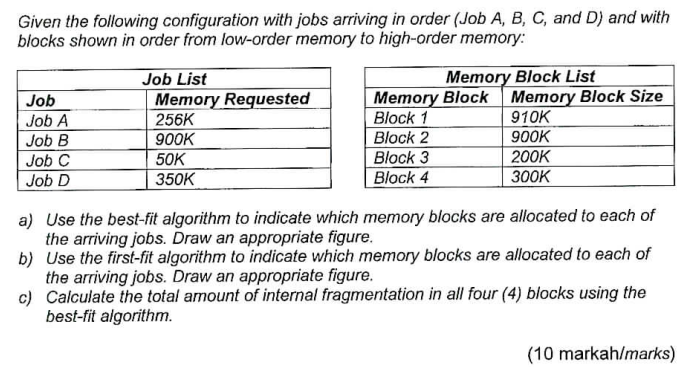 Given the following configuration with jobs arriving in order (Job A, B, C, and D) and with
blocks shown in order from low-order memory to high-order memory:
Job List
Job Memory Requested
Job A 256K
Job B 900K
Job C 50K
Job D 350K
Memory Block List
Memory Block Memory Block Size
Block 1 910K
Block 2 900K
Block 3 200K
Block 4 300K
a) Use the best-fit algorithm to indicate which memory blocks are allocated to each of
the arriving jobs. Draw an appropriate figure.
b) Use the first-fit algorithm to indicate which memory blocks are allocated to each of
the arriving jobs. Draw an appropriate figure.
c) Calculate the total amount of internal fragmentation in all four (4) blocks using the
best-fit algorithm.
(10 markah/marks)